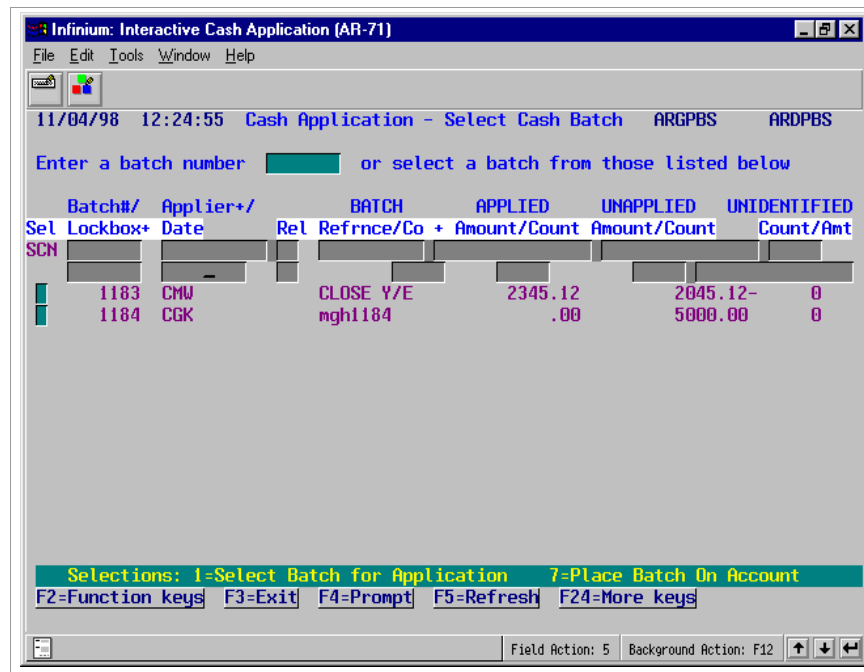 Infinium: Interactive Cash Application (AR-71)
File Edit Tools Window Help
11/04/98 12:24:55 Cash Application - Select Cash Batch ARGPBS ARDPBS
Enter a batch number or select a batch from those listed below
Batch#/ Applier+/ BATCH APPLIED UNAPPLIED UNIDENTIFIED
Sel Lockbox+ Date Rel Refrnce/Co + Amount/Count Amount/Count Count/Amt
SCN
1183 CMW CLOSE Y/E 2345.12 2045.12- 0
1184 CGK mgh1184 .00 5000.00 0
Selections: 1=Select Batch for Application 7=Place Batch On Account
F2=Function keys F3=Exit F4=Prompt F5=Refresh F24=More keys
Field Action: 5 Background Action: F12